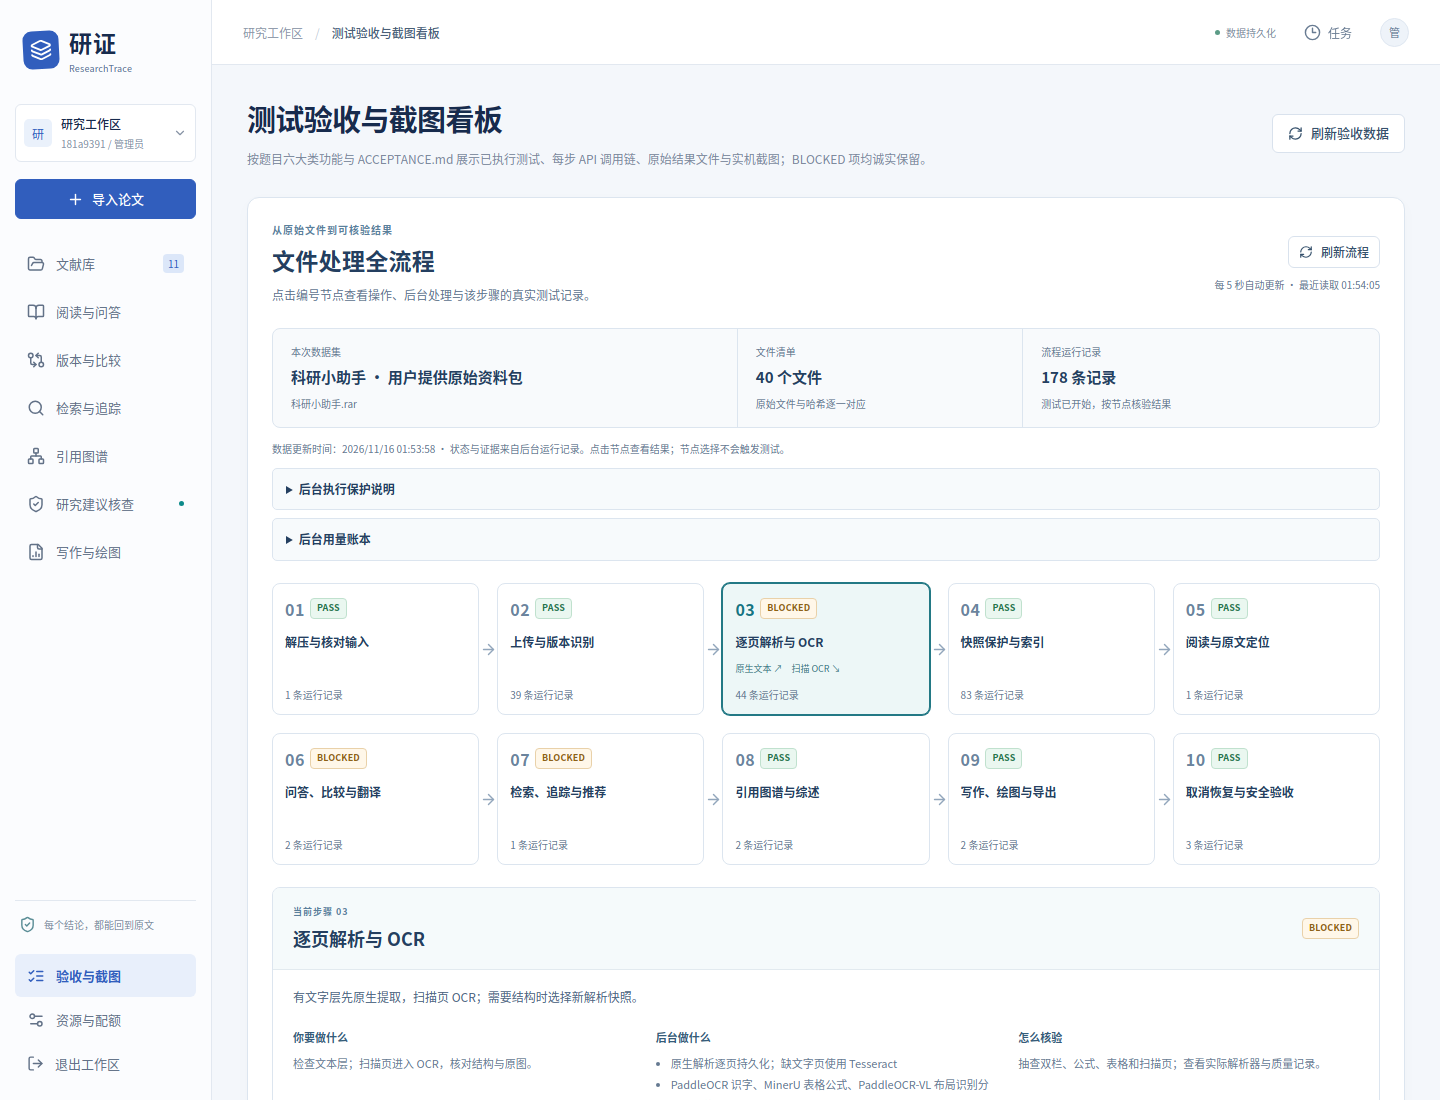 研证
ResearchTrace
研
研究工作区
181a9391 / 管理员
导入论文
文献库
11
阅读与问答
版本与比较
检索与追踪
引用图谱
研究建议核查
写作与绘图
每个结论，都能回到原文
验收与截图
资源与配额
退出工作区
研究工作区 / 测试验收与截图看板
数据持久化
任务
管
测试验收与截图看板
按题目六大类功能与 ACCEPTANCE.md 展示已执行测试、每步 API 调用链、原始结果文件与实机截图；BLOCKED 项均诚实保留。
刷新验收数据
从原始文件到可核验结果
文件处理全流程
点击编号节点查看操作、后台处理与该步骤的真实测试记录。
刷新流程
每 5 秒自动更新 · 最近读取 01:54:05
本次数据集
科研小助手 · 用户提供原始资料包
科研小助手.rar
文件清单
40 个文件
原始文件与哈希逐一对应
流程运行记录
178 条记录
测试已开始，按节点核验结果
数据更新时间：2026/11/16 01:53:58 · 状态与证据来自后台运行记录。点击节点查看结果；节点选择不会触发测试。
后台执行保护说明
后台用量账本
01 PASS
解压与核对输入
1 条运行记录
02 PASS
上传与版本识别
39 条运行记录
03 BLOCKED
逐页解析与 OCR
原生文本 ↗ 扫描 OCR ↘
44 条运行记录
04 PASS
快照保护与索引
83 条运行记录
05 PASS
阅读与原文定位
1 条运行记录
06 BLOCKED
问答、比较与翻译
2 条运行记录
07 BLOCKED
检索、追踪与推荐
1 条运行记录
08 PASS
引用图谱与综述
2 条运行记录
09 PASS
写作、绘图与导出
2 条运行记录
10 PASS
取消恢复与安全验收
3 条运行记录
当前步骤 03
逐页解析与 OCR
BLOCKED
有文字层先原生提取，扫描页 OCR；需要结构时选择新解析快照。
你要做什么
检查文本层；扫描页进入 OCR，核对结构与原图。
后台做什么
原生解析逐页持久化；缺文字页使用 Tesseract
PaddleOCR 识字、MinerU 表格公式、PaddleOCR-VL 布局识别分
怎么核验
抽查双栏、公式、表格和扫描页；查看实际解析器与质量记录。